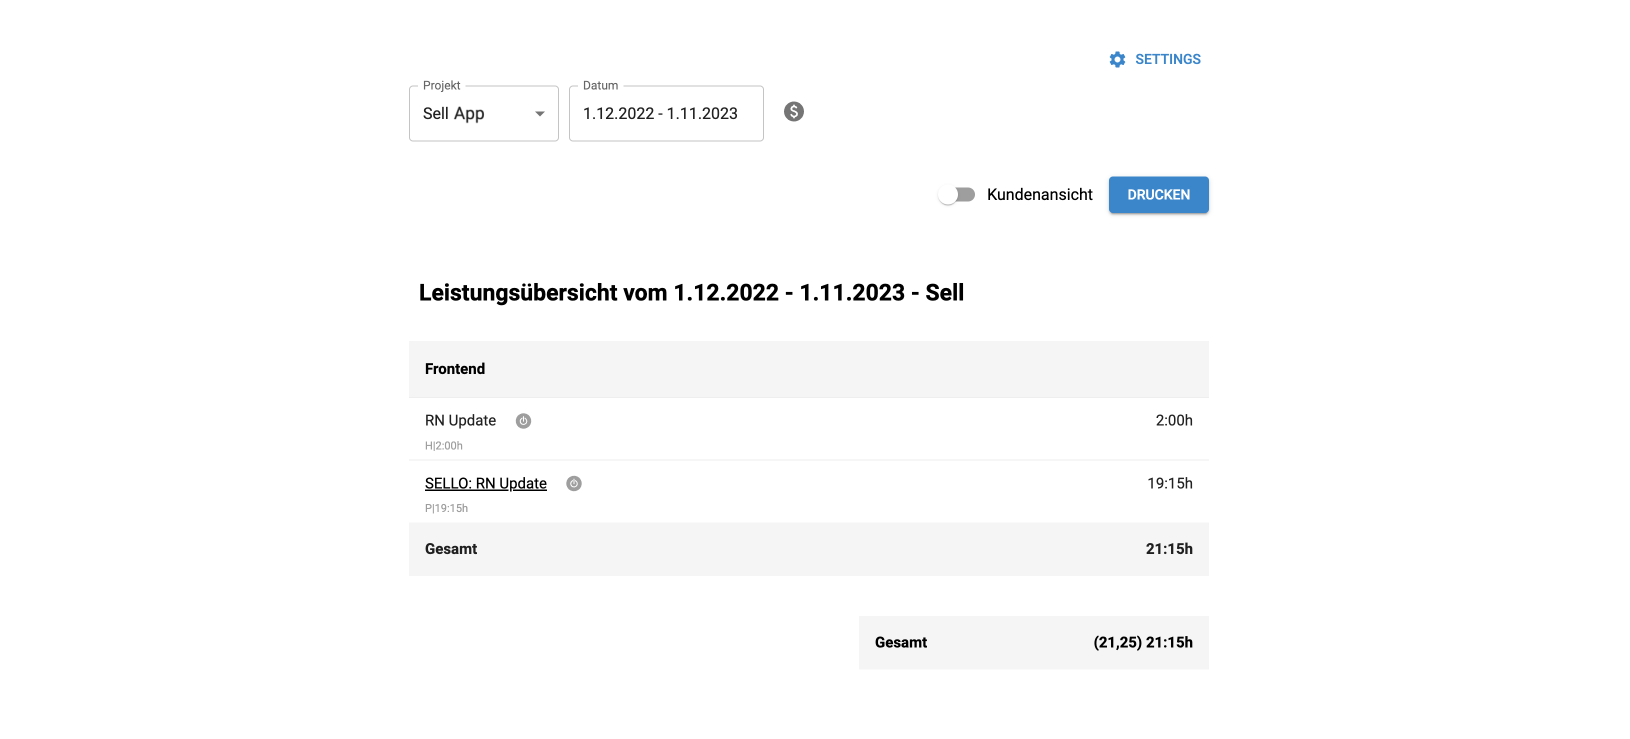 SETTINGS
Projekt
Datum
Sell App
1.12.2022 - 1.11.2023
Kundenansicht
DRUCKEN
Leistungsübersicht vom 1.12.2022 - 1.11.2023 - Sell
Frontend
RN Update 2:00h
H|2:00h
SELLO: RN Update 19:15h
P|19:15h
Gesamt 21:15h
Gesamt (21,25) 21:15h